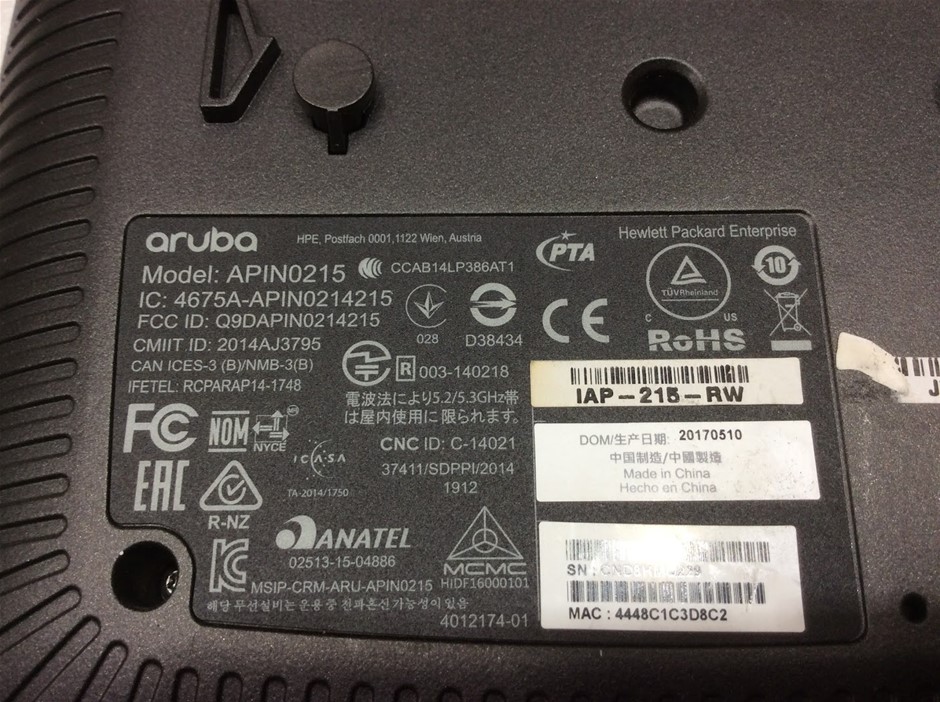 aruba
HPE, Postfach 0001,1122 Wien, Austria
PTA
Hewlett Packard Enterprise
Model: APIN0215
CCAB14LP386AT1
IC: 4675A-APIN0214215
FCC ID: Q9DAPIN0214215
028
D38434
TÜVRheinland
C US
10
CMIIT ID: 2014AJ3795
CE
RoHS
CAN ICES-3 (B)/NMB-3(B)
R 003-140218
IFETEL: RCPARAP14-1748
電波法により5.2/5.3GHz帯
は屋内使用に限られます.
IAP-215-RW
FC
NOM
NYCE
ICASA
TA-2014/1750
CNC ID: C-14021
37411/SDPPI/2014
1912
DOM/生产日期: 20170510
中国制造/中國製造
Made in China
Hecho en China
EAC
R-NZ
ANATEL
02513-15-04886
MCMC
HIDF16000101
MSIP-CRM-ARU-APIN0215
해당 무선설비는 운용 중 전파혼신 가능성이 있음
4012174-01
SN :
MAC : 4448C1C3D8C2
J